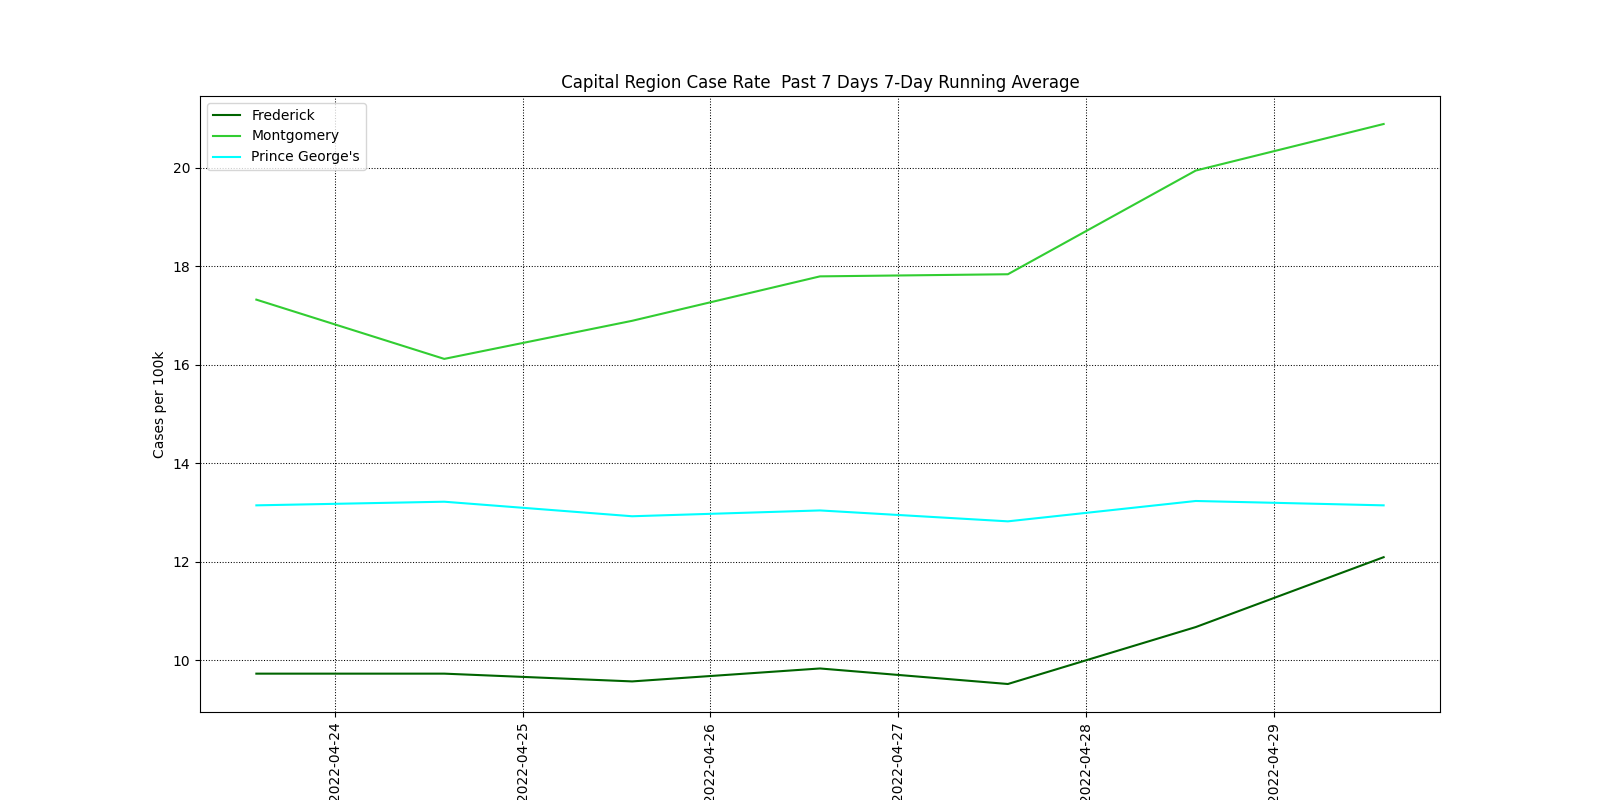 Capital Region Case Rate  Past 7 Days 7-Day Running Average
Frederick
Montgomery
Prince George's
Cases per 100k
20
18
16
14
12
10
2022-04-24
2022-04-25
2022-04-26
2022-04-27
2022-04-28
2022-04-29